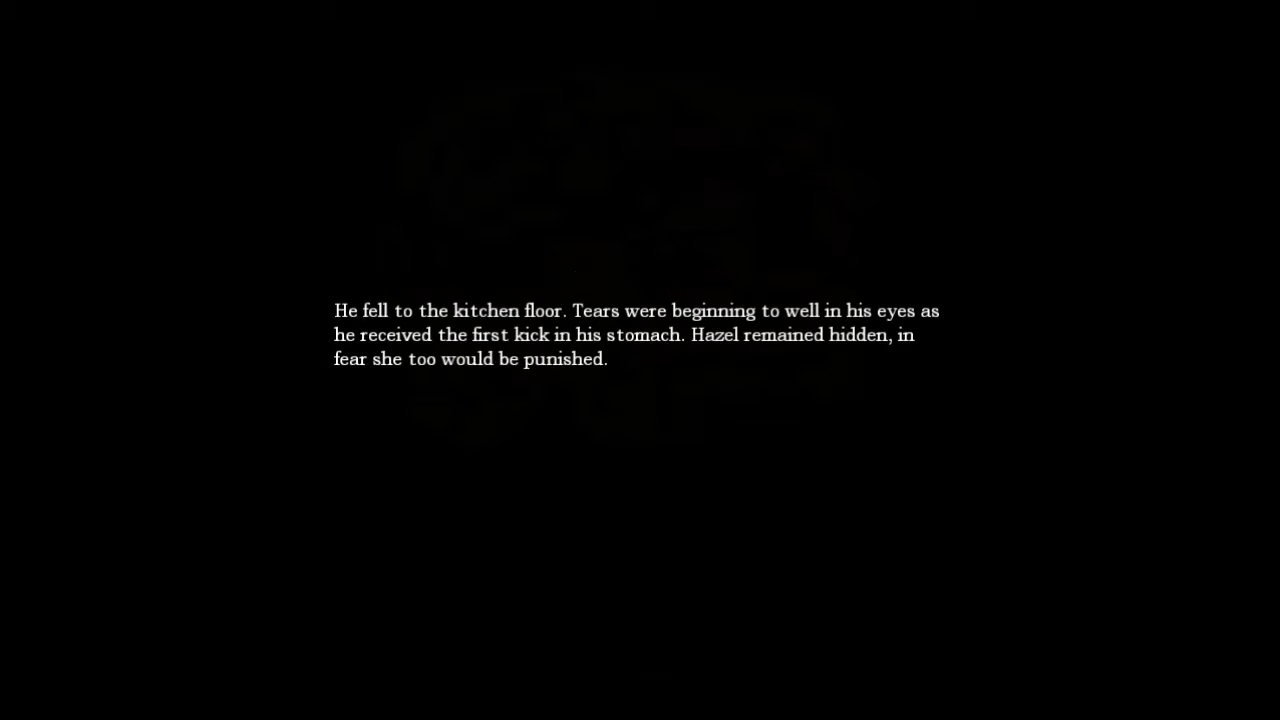 He fell to the kitchen floor. Tears were beginning to well in his eyes as
he received the first kick in his stomach. Hazel remained hidden, in
fear she too would be punished.